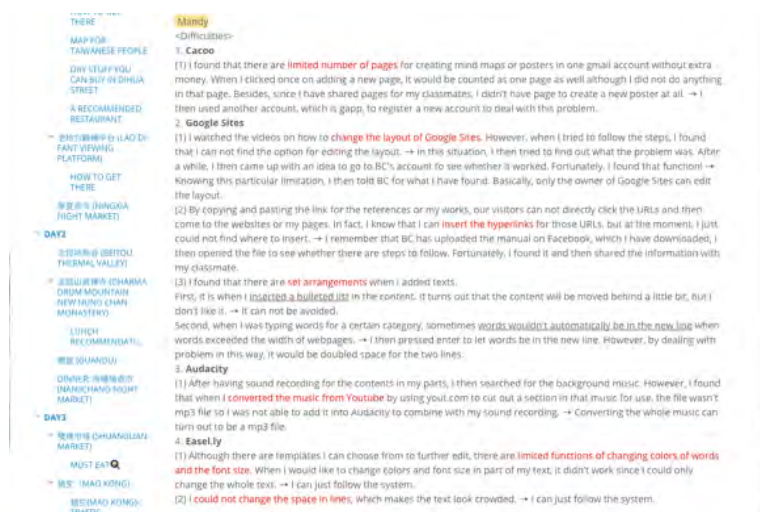 THERE
MAP FOR
TAIWANESE PEOPLE
DRY STUFF YOU
CAN BUY IN DIHUA
STREET
A RECOMMENDED
RESTAURANT
(LAO DI-
FANT VIEWING
PLATFORM)
HOW TO GET
THERE
(NINGXIA
NIGHT MARKET)
DAY2
(BEITOU
THERMAL VALLEY)
(DHARMA
DRUM MOUNTAIN
NEW NUNG CHAN
MONASTERY)
LUNCH
RECOMMENDATI...
(GUANDU)
DINNER:
(NANJICHANG NIGHT
MARKET)
DAY3
(SHUANGLIAN
MARKET)
MUST EAT
貓空 (MAO KONG)
貓空(MAO KONG):
Mandy
<Difficulties>
1. Cacoo
(1) I found that there are limited number of pages for creating mind maps or posters in one gmail account without extra
money. When I clicked once on adding a new page, it would be counted as one page as well although I did not do anything
in that page. Besides, since I have shared pages for my classmates, I didn't have page to create a new poster at all. → I
then used another account, which is gapp, to register a new account to deal with this problem.
2. Google Sites
(1) I watched the videos on how to change the layout of Google Sites. However, when I tried to follow the steps, I found
that I can not find the option for editing the layout. → In this situation, I then tried to find out what the problem was. After
a while, I then came up with an idea to go to BC's account to see whether is worked. Fortunately, I found that function! →
Knowing this particular limitation, I then told BC for what I have found. Basically, only the owner of Google Sites can edit
the layout.
(2) By copying and pasting the link for the references or my works, our visitors can not directly click the URLs and then
come to the websites or my pages. In fact, I know that I can insert the hyperlinks for those URLs, but at the moment, I just
could not find where to insert. → I remember that BC has uploaded the manual on Facebook, which I have downloaded, I
then opened the file to see whether there are steps to follow. Fortunately, I found it and then shared the information with
my classmate.
(3) I found that there are set arrangements when I added texts.
First, it is when I inserted a bulleted list in the content. It turns out that the content will be moved behind a little bit, but I
don't like it. → It can not be avoided.
Second, when I was typing words for a certain category, sometimes words wouldn't automatically be in the new line when
words exceeded the width of webpages. → I then pressed enter to let words be in the new line. However, by dealing with
problem in this way, it would be doubled space for the two lines.
3. Audacity
(1) After having sound recording for the contents in my parts, I then searched for the background music. However, I found
that when I converted the music from Youtube by using yout.com to cut out a section in that music for use, the file wasn't
mp3 file so I was not able to add it into Audacity to combine with my sound recording. → Converting the whole music can
turn out to be a mp3 file.
4. Easel.ly
(1) Although there are templates I can choose from to further edit, there are limited functions of changing colors of words
and the font size. When I would like to change colors and font size in part of my text, it didn't work since I could only
change the whole text. → I can just follow the system.
(2) I could not change the space in lines, which makes the text look crowded. → I can just follow the system.